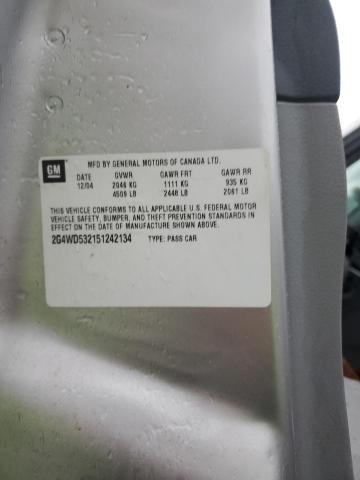 GM
MFD BY GENERAL MOTORS OF CANADA LTD.
DATE GVWR GAWR FRT GAWR RR
12/04 2046 KG 1111 KG 935 KG
4509 LB 2448 LB 2061 LB
THIS VEHICLE CONFORMS TO ALL APPLICABLE U.S. FEDERAL MOTOR
VEHICLE SAFETY, BUMPER, AND THEFT PREVENTION STANDARDS IN
EFFECT ON THE DATE OF MANUFACTURE SHOWN ABOVE.
2G4WD532151242134 TYPE: PASS CAR